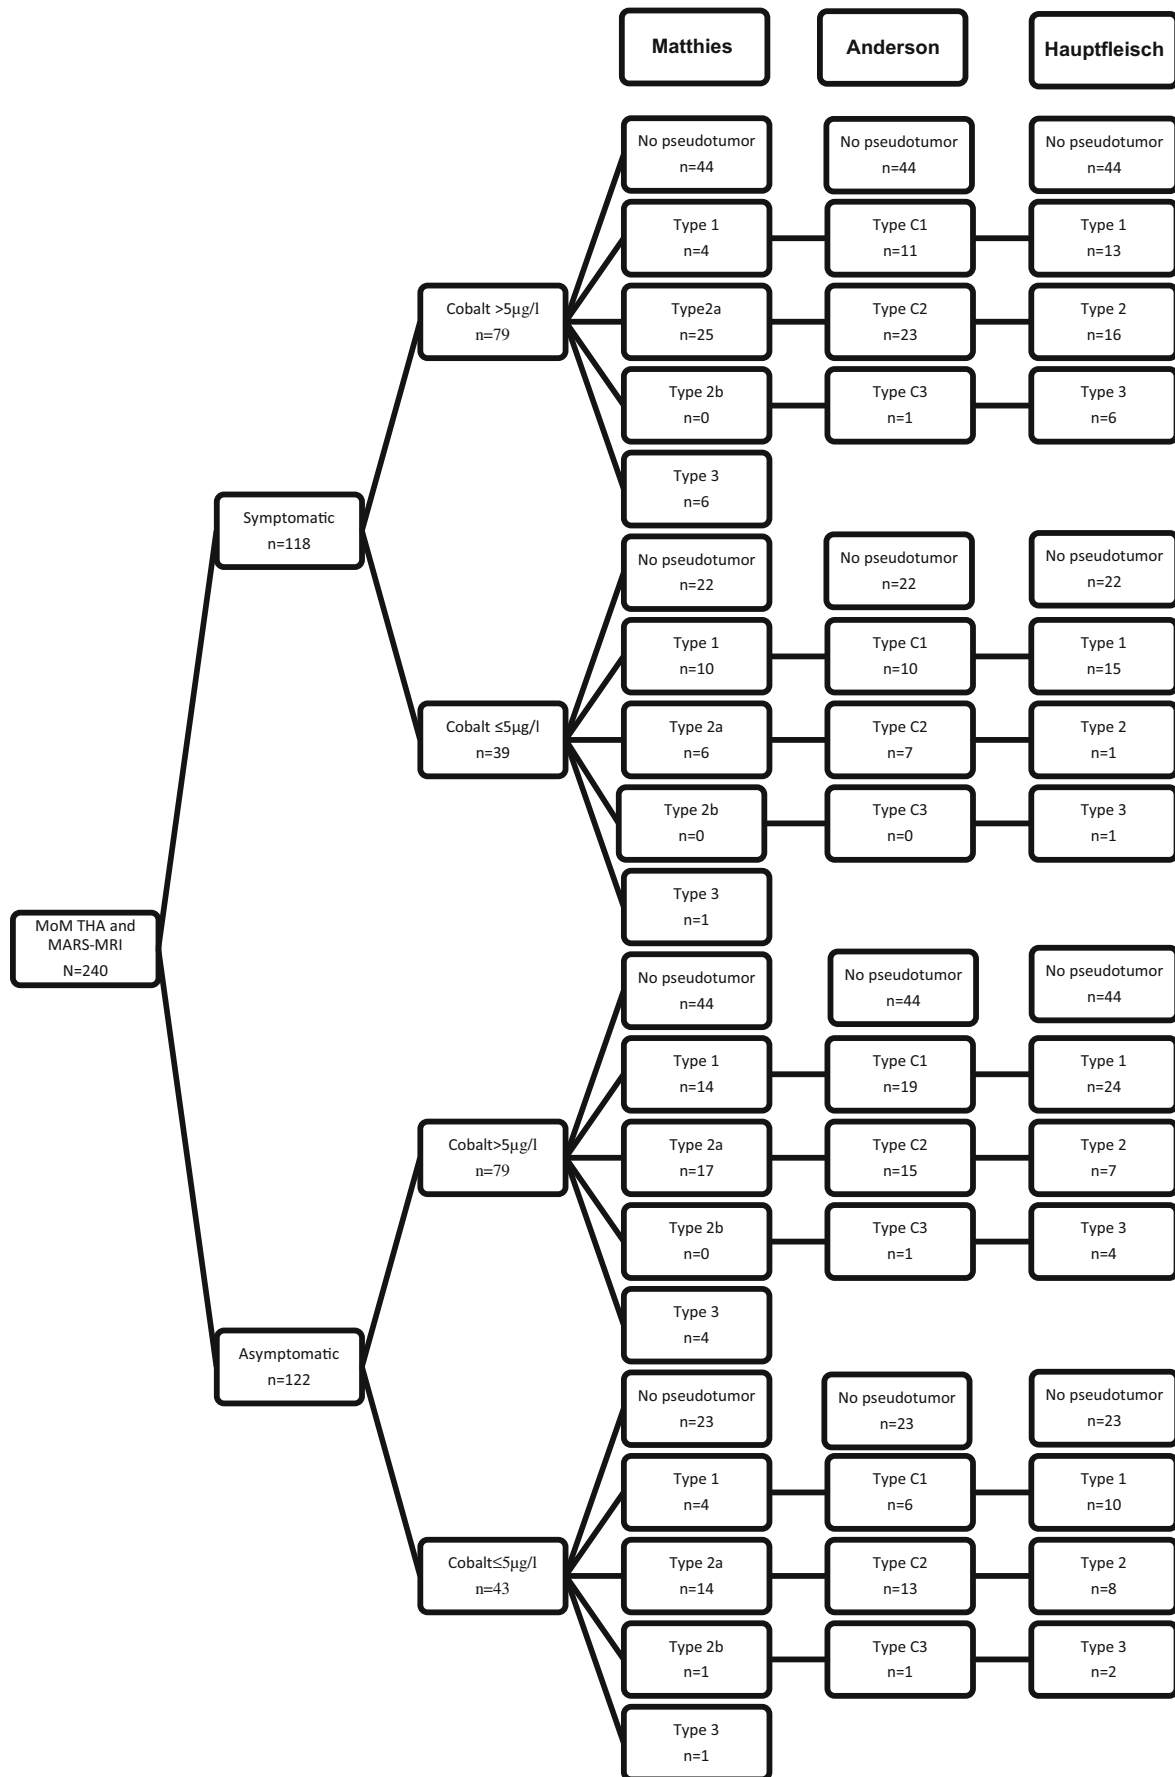 Matthies
Anderson
Hauptfleisch
No pseudotumor
n=44
No pseudotumor
n=44
No pseudotumor
n=44
Type 1
n=4
Type C1
n=11
Type 1
n=13
Cobalt >5µg/l
n=79
Type2a
n=25
Type C2
n=23
Type 2
n=16
Type 2b
n=0
Type C3
n=1
Type 3
n=6
Type 3
n=6
Symptomatic
n=118
No pseudotumor
n=22
No pseudotumor
n=22
No pseudotumor
n=22
Type 1
n=10
Type C1
n=10
Type 1
n=15
Cobalt ≤5µg/l
n=39
Type 2a
n=6
Type C2
n=7
Type 2
n=1
Type 2b
n=0
Type C3
n=0
Type 3
n=1
Type 3
n=1
MoM THA and
MARS-MRI
N=240
No pseudotumor
n=44
No pseudotumor
n=44
No pseudotumor
n=44
Type 1
n=14
Type C1
n=19
Type 1
n=24
Cobalt>5µg/l
n=79
Type 2a
n=17
Type C2
n=15
Type 2
n=7
Type 2b
n=0
Type C3
n=1
Type 3
n=4
Type 3
n=4
Asymptomatic
n=122
No pseudotumor
n=23
No pseudotumor
n=23
No pseudotumor
n=23
Type 1
n=4
Type C1
n=6
Type 1
n=10
Cobalt≤5µg/l
n=43
Type 2a
n=14
Type C2
n=13
Type 2
n=8
Type 2b
n=1
Type C3
n=1
Type 3
n=2
Type 3
n=1